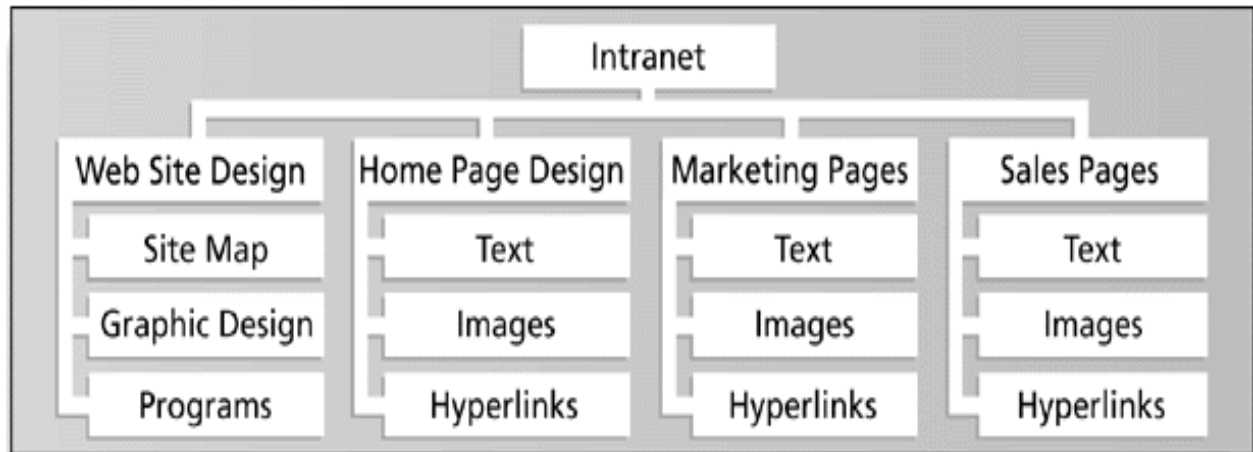 Intranet
Web Site Design
Home Page Design
Marketing Pages
Sales Pages
Site Map
Text
Text
Text
Graphic Design
Images
Images
Images
Programs
Hyperlinks
Hyperlinks
Hyperlinks